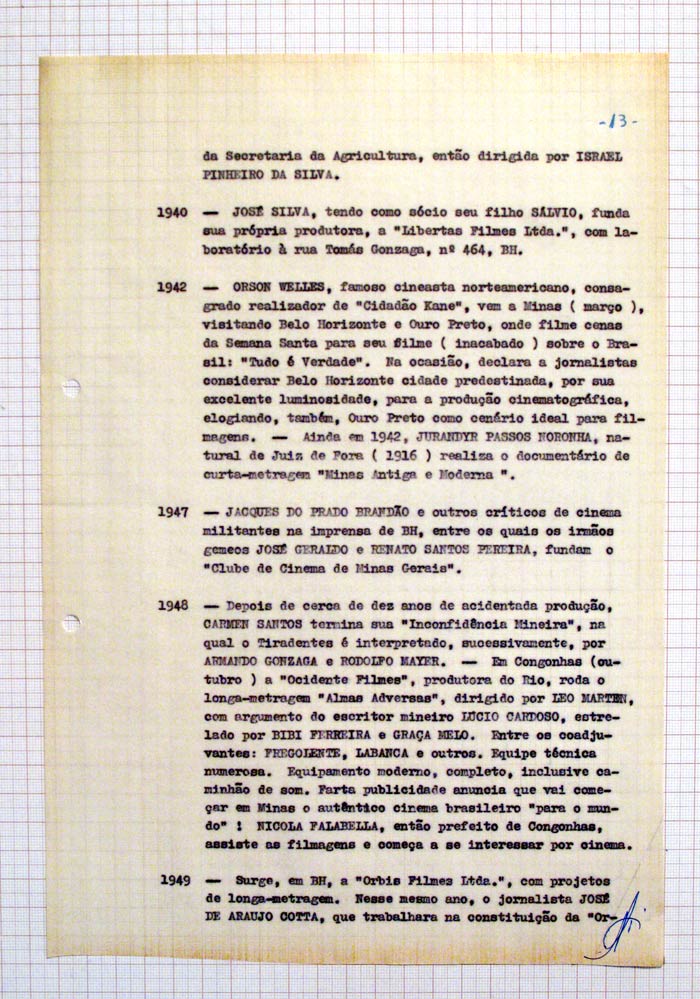 -13-
da Secretaria da Agricultura, então dirigida por ISRAEL
PINHEIRO DA SILVA.
1940 — JOSÉ SILVA, tendo como sócio seu filho SÁLVIO, funda
sua própria produtora, a "Libertas Filmes Ltda.", com la-
boratório à rua Tomás Gonzaga, nº 464, BH.
1942 — ORSON WELLES, famoso cineasta norteamericano, consa-
grado realizador de "Cidadão Kane", vem a Minas ( março ),
visitando Belo Horizonte e Ouro Preto, onde filme cenas
da Semana Santa para seu filme ( inacabado ) sobre o Bra-
sil: "Tudo é Verdade". Na ocasião, declara a jornalistas
considerar Belo Horizonte cidade predestinada, por sua
excelente luminosidade, para a produção cinematográfica,
elogiando, também, Ouro Preto como cenário ideal para fil-
magens. — Ainda em 1942, JURANDYR PASSOS NORONHA, na-
tural de Juiz de Fora ( 1916 ) realiza o documentário de
curta-metragem "Minas Antiga e Moderna ".
1947 — JACQUES DO PRADO BRANDÃO e outros críticos de cinema
militantes na imprensa de BH, entre os quais os irmãos
gemeos JOSÉ GERALDO e RENATO SANTOS PEREIRA, fundam o
"Clube de Cinema de Minas Gerais".
1948 — Depois de cerca de dez anos de acidentada produção,
CARMEN SANTOS termina sua "Inconfidência Mineira", na
qual o Tiradentes é interpretado, sucessivamente, por
ARMANDO GONZAGA e RODOLFO MAYER. — Em Congonhas (ou-
tubro ) a "Ocidente Filmes", produtora do Rio, roda o
longa-metragem "Almas Adversas", dirigido por LEO MARTEN,
com argumento do escritor mineiro LÚCIO CARDOSO, estre-
lado por BIBI FERREIRA e GRAÇA MELO. Entre os coadju-
vantes: FREGOLENTE, LABANCA e outros. Equipe técnica
numerosa. Equipamento moderno, completo, inclusive ca-
minhão de som. Farta publicidade anuncia que vai come-
çar em Minas o autêntico cinema brasileiro "para o mun-
do" ! NICOLA FALABELLA, então prefeito de Congonhas,
assiste as filmagens e começa a se interessar por cinema.
1949 — Surge, em BH, a "Orbis Filmes Ltda.", com projetos
de longa-metragem. Nesse mesmo ano, o jornalista JOSÉ
DE ARAUJO COTTA, que trabalhara na constituição da "Or-